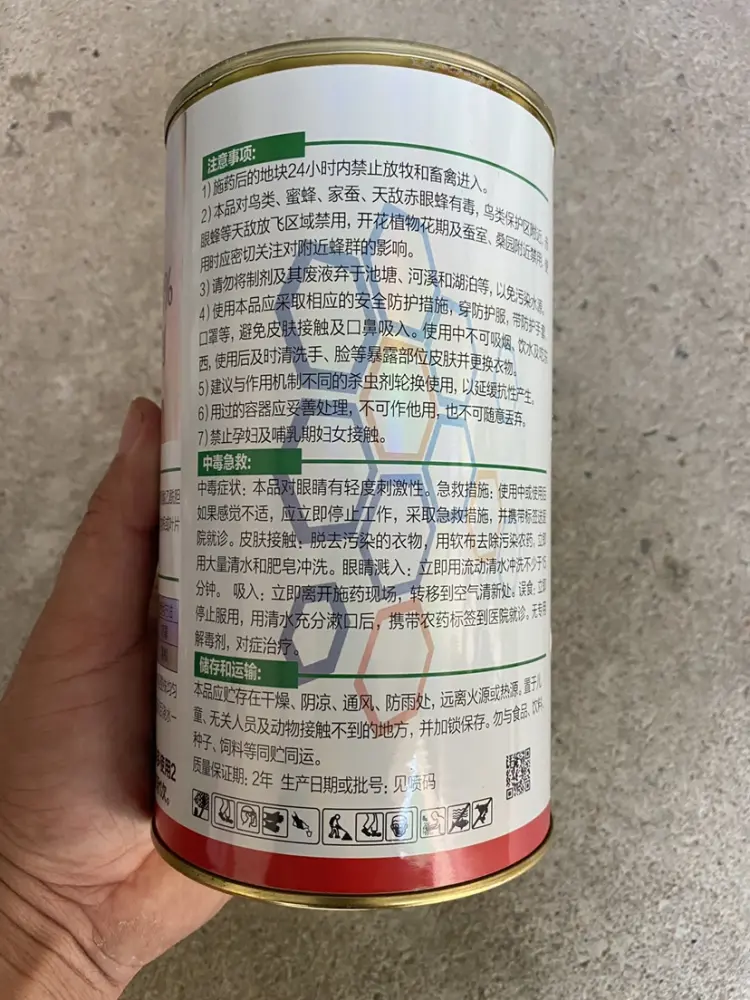 注意事项:
1) 施药后的地块24小时内禁止放牧和畜禽进入。
2) 本品对鸟类、蜜蜂、家蚕、天敌赤眼蜂有毒,鸟类保护区附近、赤
眼蜂等天敌放飞区域禁用,开花植物花期及蚕室、桑园附近禁用,使
用时应密切关注对附近蜂群的影响。
3) 请勿将制剂及其废液弃于池塘、河溪和湖泊等,以免污染水源。
4) 使用本品应采取相应的安全防护措施,穿防护服,带防护手套、
口罩等,避免皮肤接触及口鼻吸入。使用中不可吸烟、饮水及吃东
西,使用后及时清洗手、脸等暴露部位皮肤并更换衣物。
5) 建议与作用机制不同的杀虫剂轮换使用,以延缓抗性产生。
6) 用过的容器应妥善处理,不可作他用,也不可随意丢弃。
7) 禁止孕妇及哺乳期妇女接触。
中毒急救:
中毒症状:本品对眼睛有轻度刺激性。急救措施:使用中或使用后
如果感觉不适,应立即停止工作,采取急救措施,并携带标签送医
院就诊。皮肤接触:脱去污染的衣物,用软布去除污染农药,立即
用大量清水和肥皂冲洗。眼睛溅入:立即用流动清水冲洗不少于15
分钟。 吸入:立即离开施药现场,转移到空气清新处。误食:立即
停止服用,用清水充分漱口后,携带农药标签到医院就诊。无专用
解毒剂,对症治疗。
储存和运输:
本品应贮存在干燥、阴凉、通风、防雨处,远离火源或热源。置于儿
童、无关人员及动物接触不到的地方,并加锁保存。勿与食品、饮料、
种子、饲料等同贮同运。
质量保证期: 2年 生产日期或批号: 见喷码
%
使用2